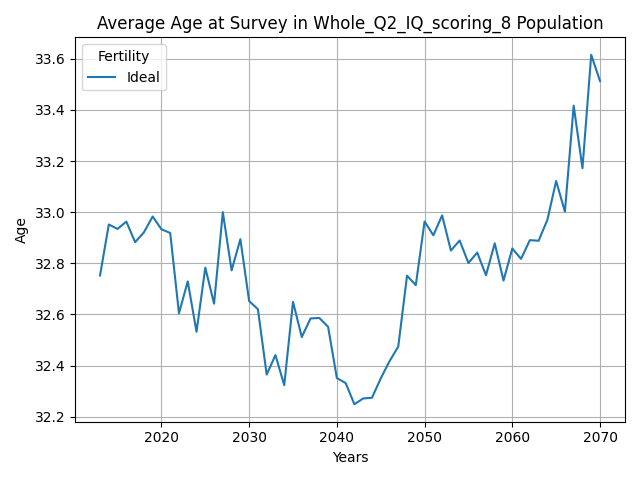 Average Age at Survey in Whole_Q2_IQ_scoring_8 Population
Fertility
Ideal
33.6
33.4
33.2
33.0
32.8
32.6
32.4
32.2
Age
2020 2030 2040 2050 2060 2070
Years